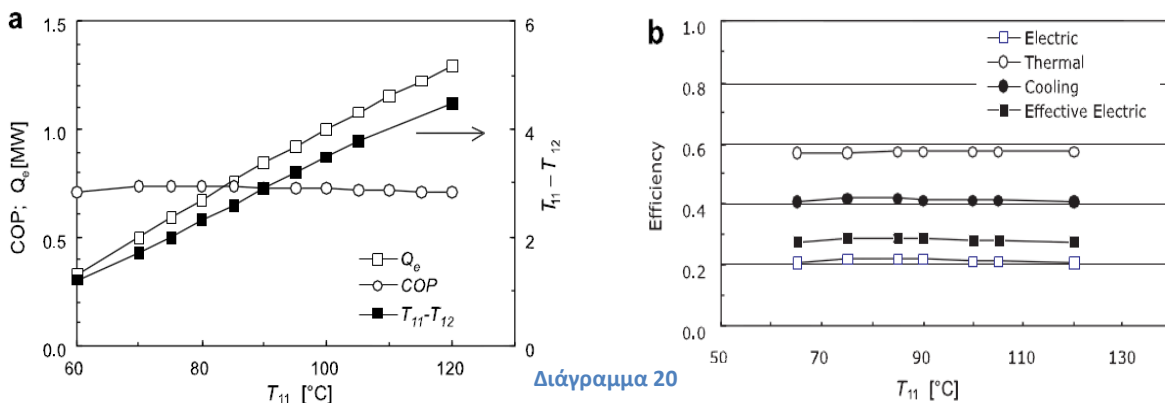 a
1.5
1.0
0.5
0.0
COP; Qe [MW]
6
4
2
0
T11 – T12
Qe
COP
T11-T12
60
80
100
120
T11 [°C]
b
1.0
0.8
0.6
0.4
0.2
0.0
Efficiency
Electric
Thermal
Cooling
Effective Electric
50
70
90
110
130
T11 [°C]
Διάγραμμα 20